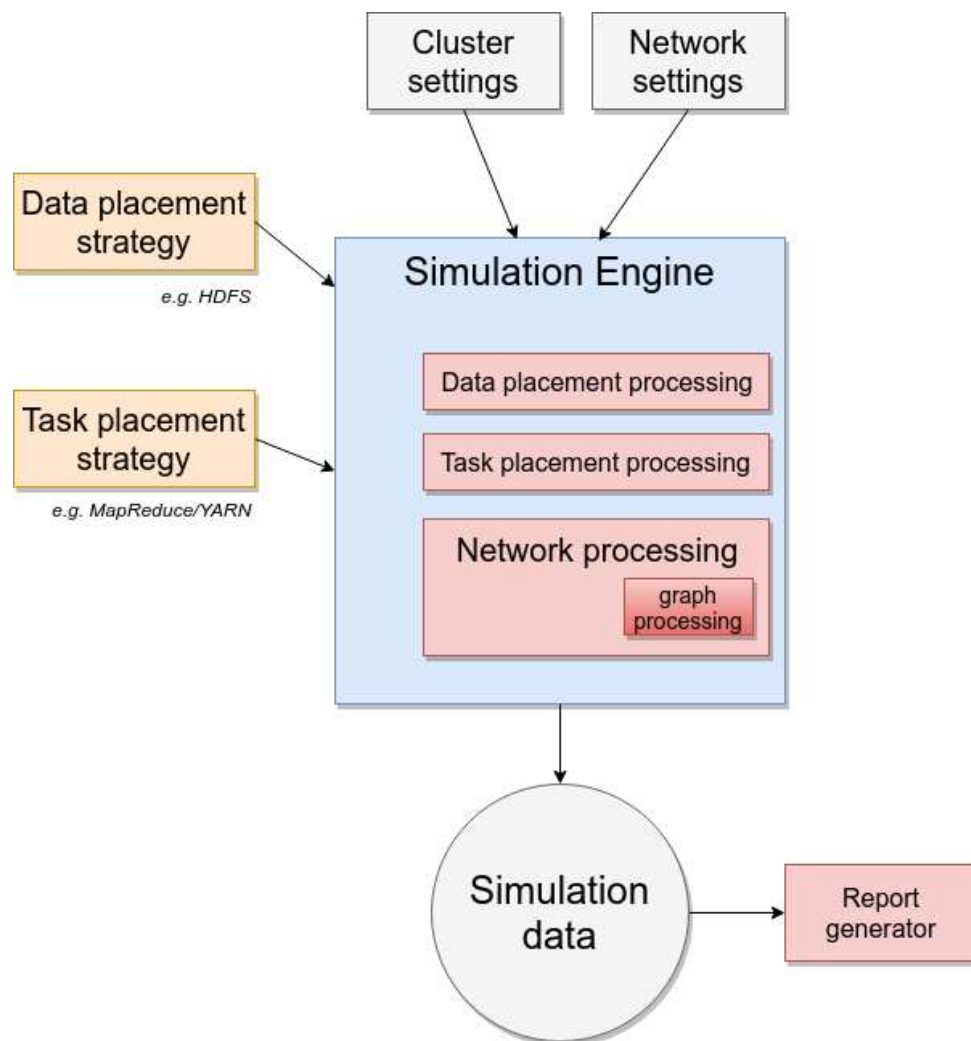 Cluster
settings
Network
settings
Data placement
strategy
e.g. HDFS
Simulation Engine
Data placement processing
Task placement
strategy
e.g. MapReduce/YARN
Task placement processing
Network processing
graph
processing
Simulation
data
Report
generator